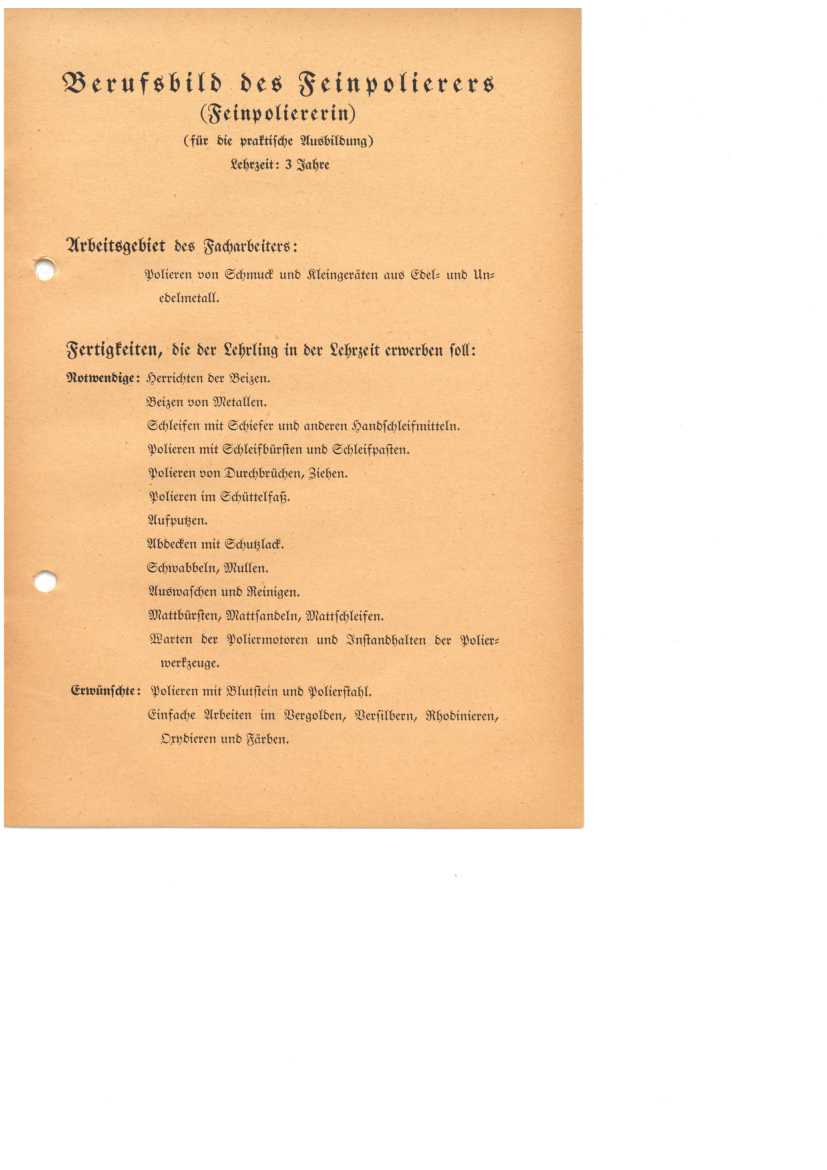 Berufsbild des Feinpolierers
(Feinpoliererin)
(für die praktische Ausbildung)
Lehrzeit: 3 Jahre
Arbeitsgebiet des Facharbeiters:
Polieren von Schmuck und Kleingeräten aus Edel- und Un-
edelmetall.
Fertigkeiten, die der Lehrling in der Lehrzeit erwerben soll:
Notwendige: Herrichten der Beizen.
Beizen von Metallen.
Schleifen mit Schiefer und anderen Handschleifmitteln.
Polieren mit Schleifbürsten und Schleifpasten.
Polieren von Durchbrüchen, Ziehen.
Polieren im Schüttelfaß.
Aufputzen.
Abdecken mit Schutzlack.
Schwabbeln, Mullen.
Auswaschen und Reinigen.
Mattbürsten, Mattsandeln, Mattschleifen.
Warten der Poliermotoren und Instandhalten der Polier-
werkzeuge.
Erwünschte: Polieren mit Blutstein und Polierstahl.
Einfache Arbeiten im Vergolden, Versilbern, Rhodinieren,
Oxydieren und Färben.